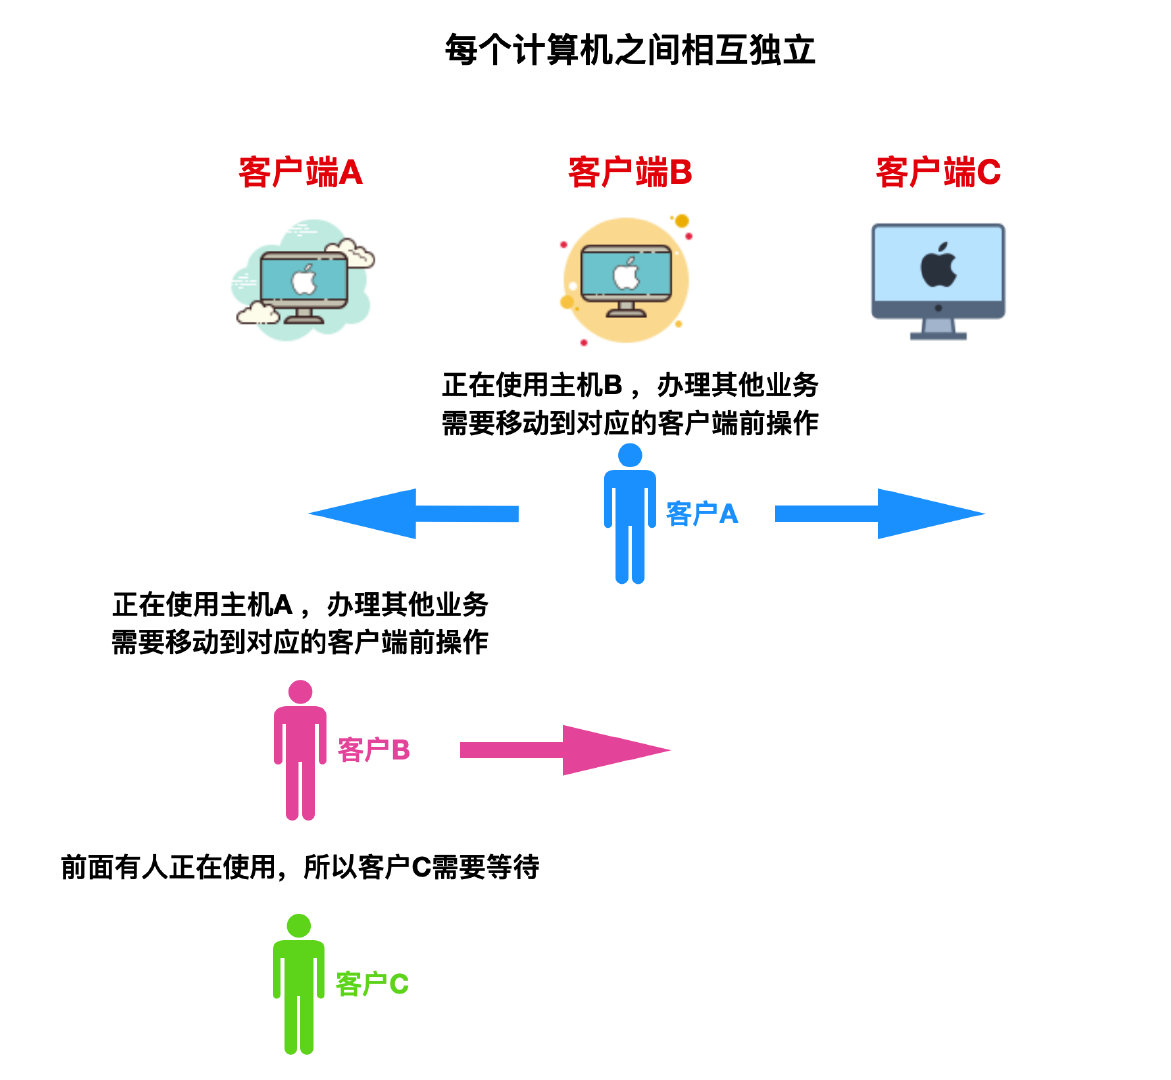 每个计算机之间相互独立
客户端A
客户端B
客户端C
正在使用主机B ，办理其他业务
需要移动到对应的客户端前操作
客户A
正在使用主机A ，办理其他业务
需要移动到对应的客户端前操作
客户B
前面有人正在使用，所以客户C需要等待
客户C